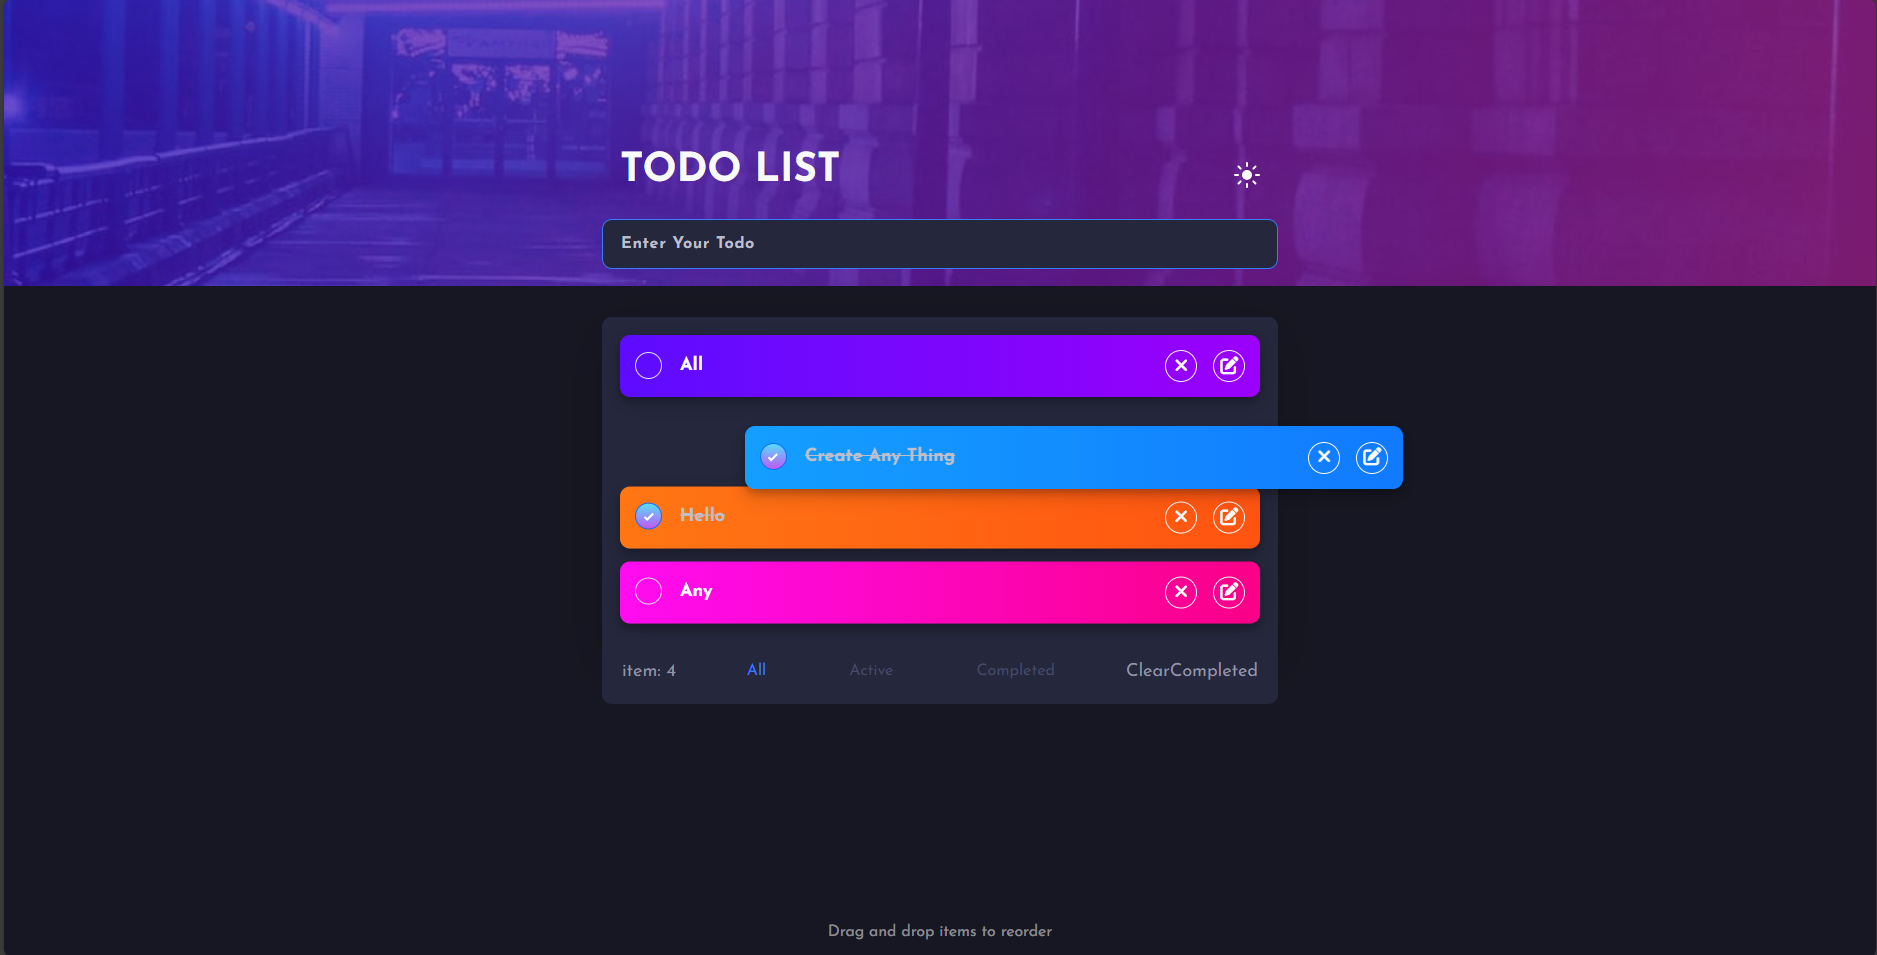 TODO LIST
Enter Your Todo
All
Create Any Thing
Hello
Any
item: 4 All Active Completed ClearCompleted
Drag and drop items to reorder